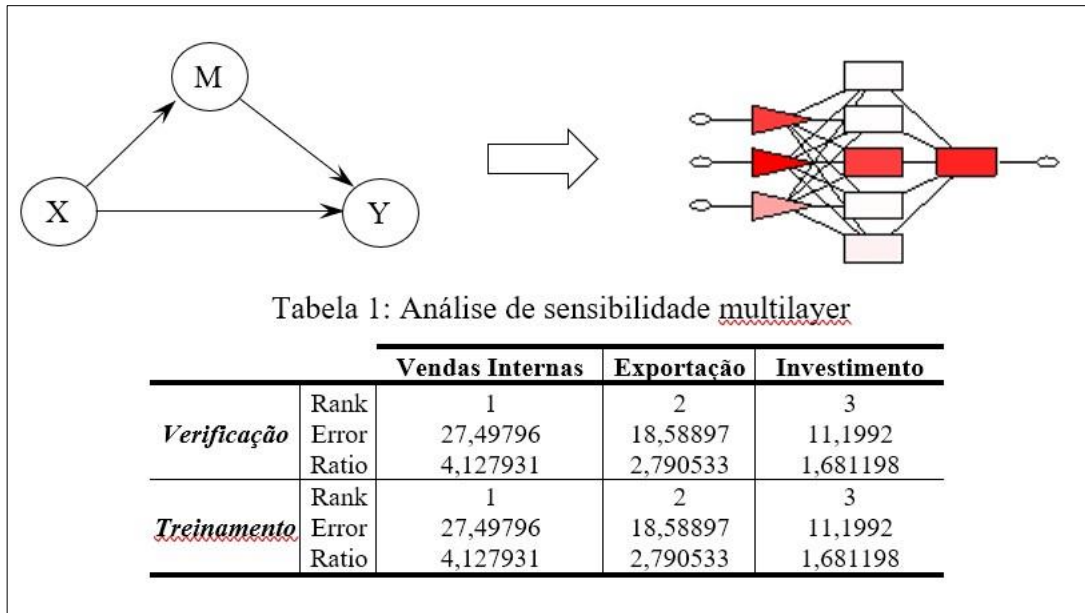 M
X
Y
Tabela 1: Análise de sensibilidade multilayer
Vendas Internas Exportação Investimento
Verificação Rank 1 2 3
Error 27,49796 18,58897 11,1992
Ratio 4,127931 2,790533 1,681198
Treinamento Rank 1 2 3
Error 27,49796 18,58897 11,1992
Ratio 4,127931 2,790533 1,681198